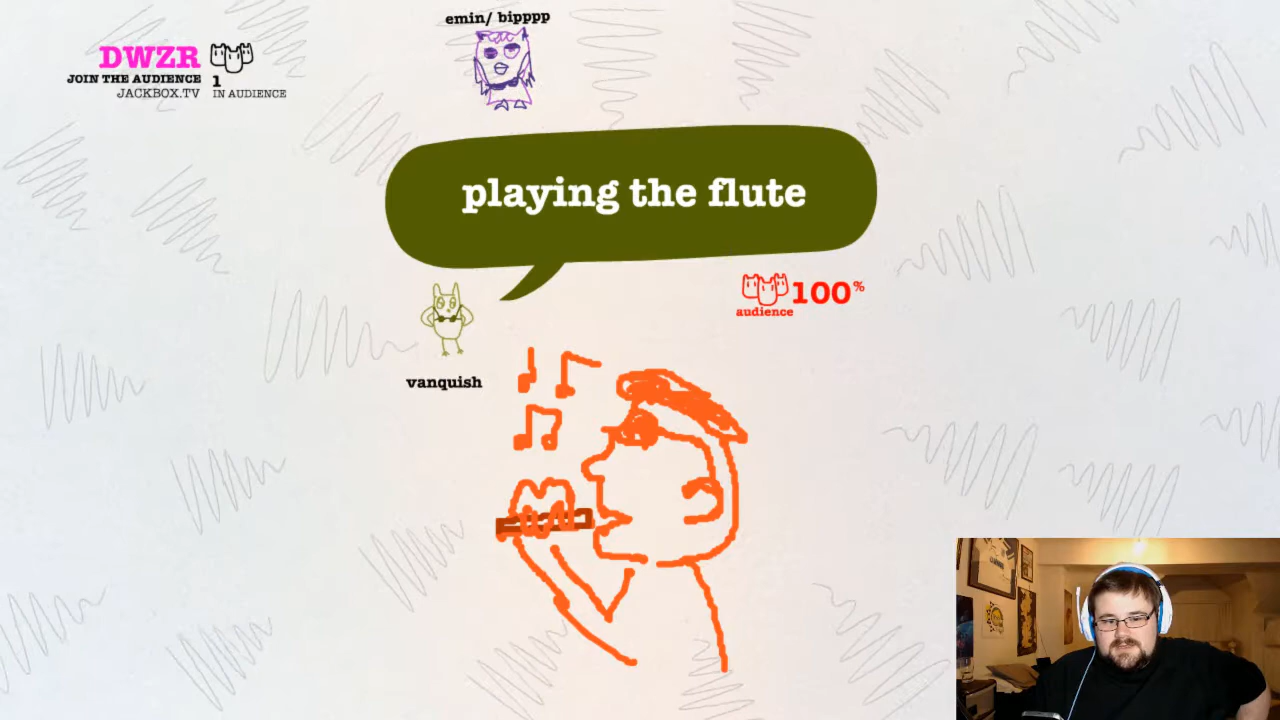 emin/ bipppp
DWZR
JOIN THE AUDIENCE
JACKBOX.TV
1
IN AUDIENCE
playing the flute
100%
audience
vanquish